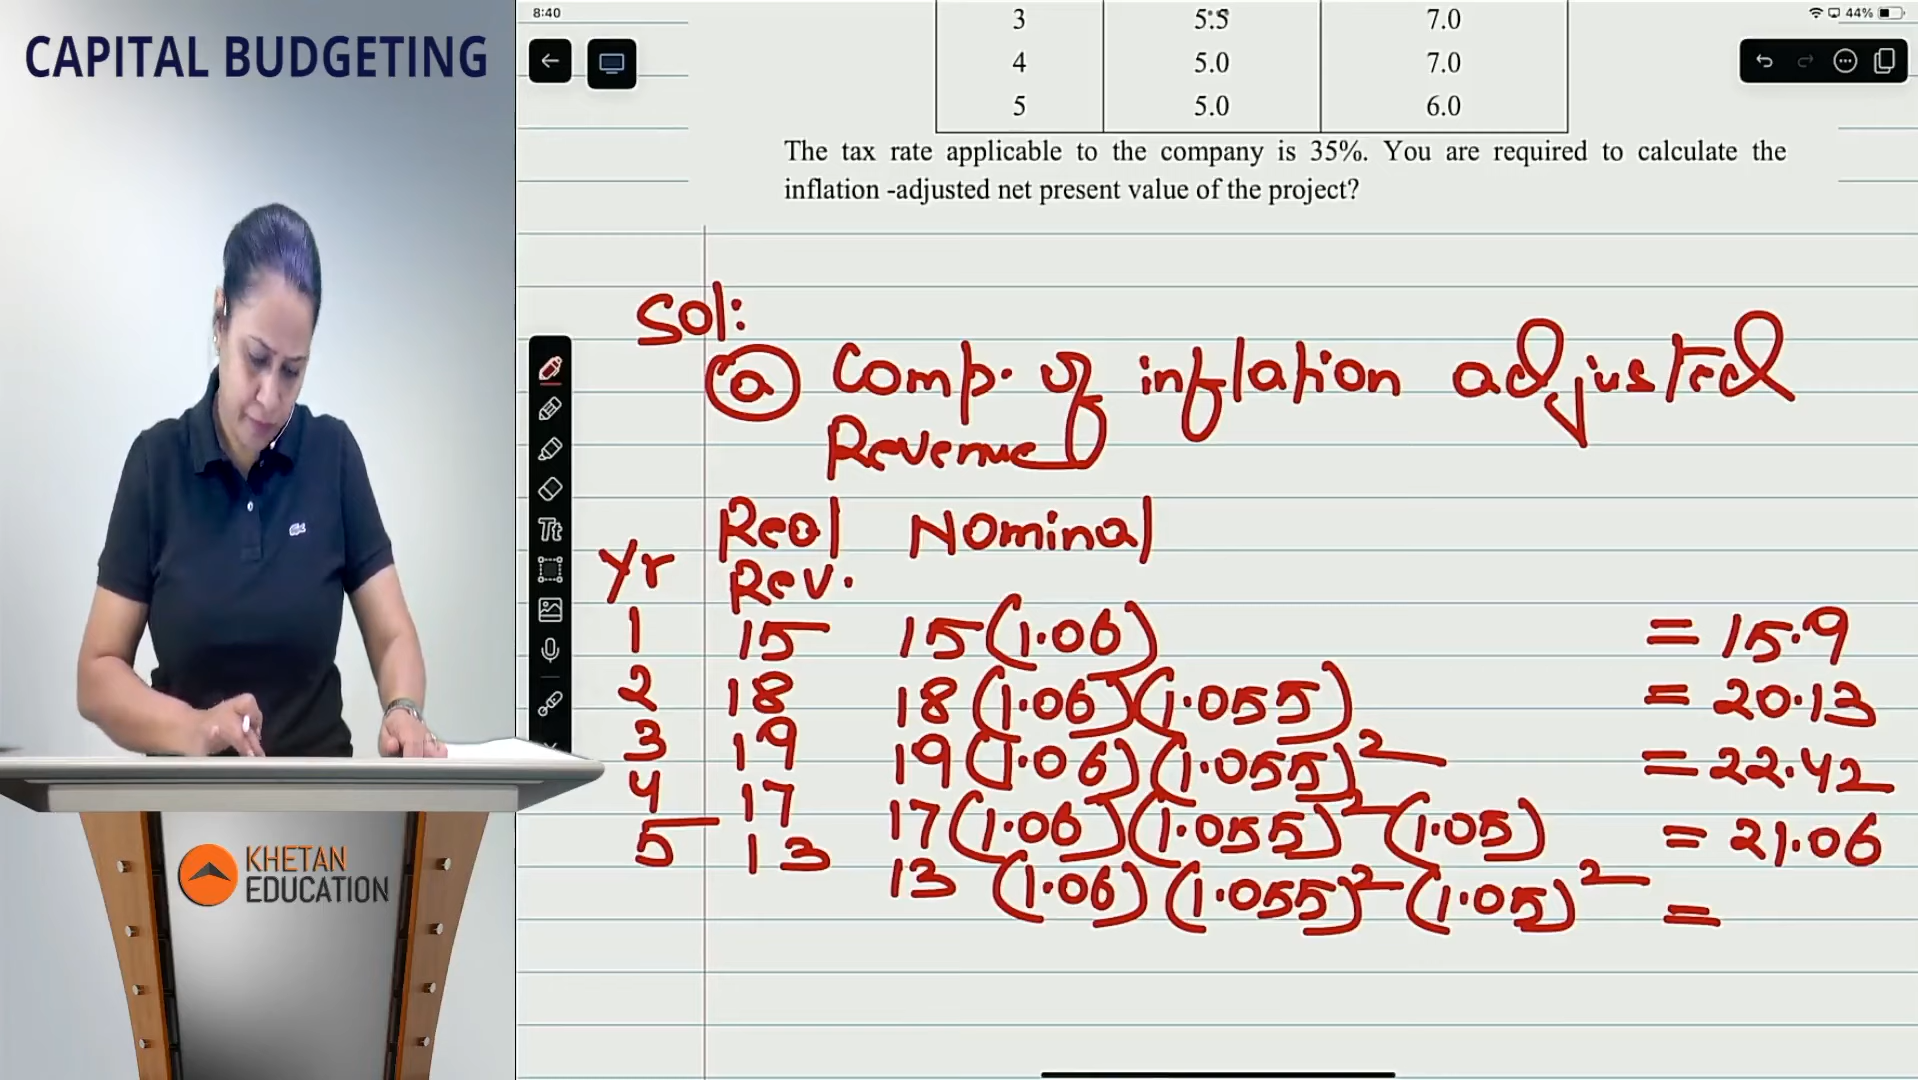 CAPITAL BUDGETING
8:40
44%
3 5.5 7.0
4 5.0 7.0
5 5.0 6.0
The tax rate applicable to the company is 35%. You are required to calculate the
inflation -adjusted net present value of the project?
Sol:
(a) Comp. of inflation adjusted
Revenue
Yr Real Rev. Nominal
1 15 15(1.06) = 15.9
2 18 18(1.06)(1.055) = 20.13
3 19 19(1.06)(1.055)² = 22.42
4 17 17(1.06)(1.055)²(1.05) = 21.06
5 13 13(1.06)(1.055)²(1.05)² =
Tt
KHETAN
EDUCATION